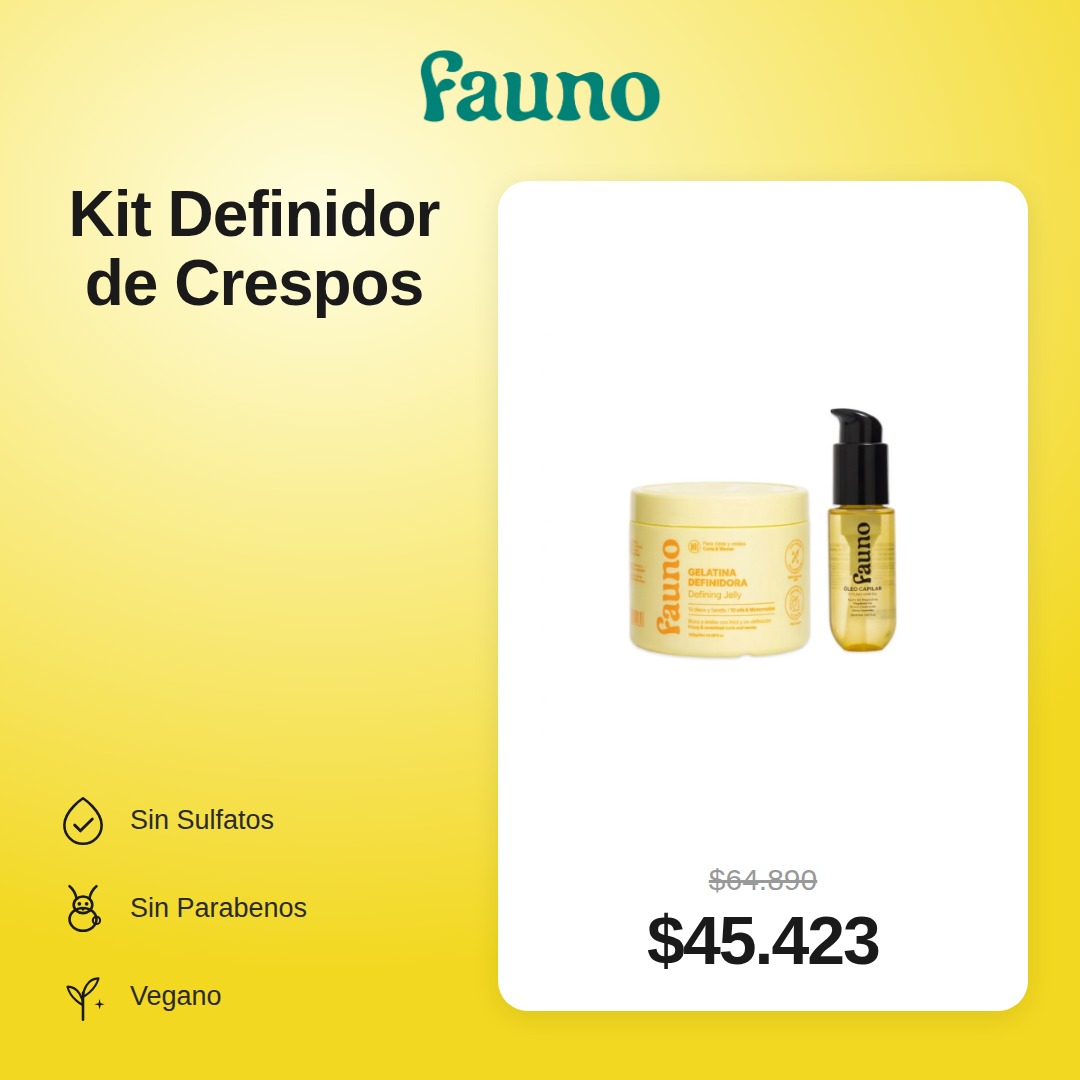 fauno
Kit Definidor
de Crespos
fauno
GELATINA
DEFINIDORA
Defining Jelly
fauno
ÓLEO CAPILAR
$64.890
$45.423
Sin Sulfatos
Sin Parabenos
Vegano